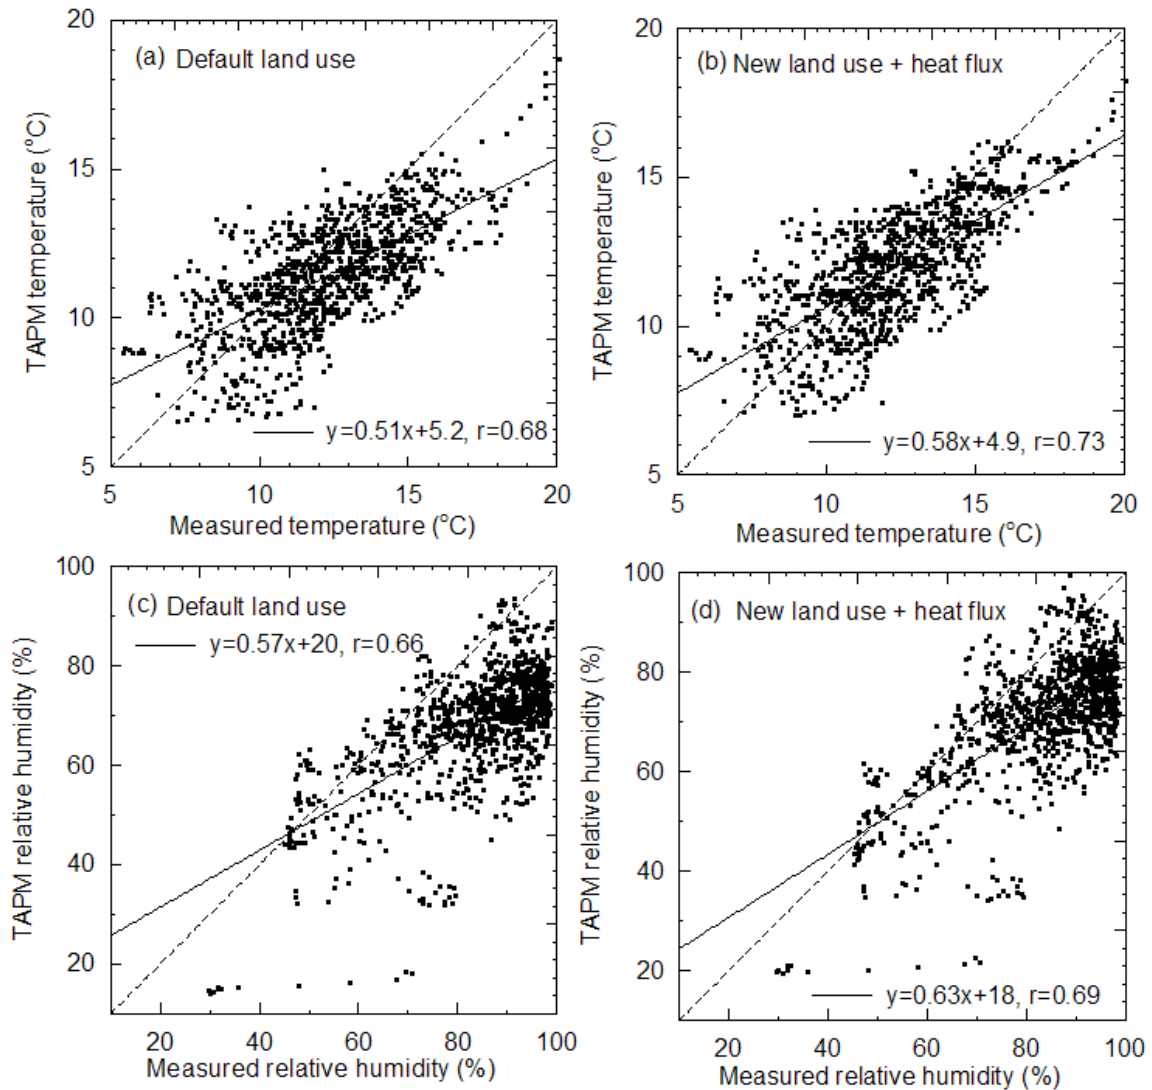 20
(a) Default land use
15
10
5
TAPM temperature (°C)
y=0.51x+5.2, r=0.68
5 10 15 20
Measured temperature (°C)
20
(b) New land use + heat flux
15
10
5
TAPM temperature (°C)
y=0.58x+4.9, r=0.73
5 10 15 20
Measured temperature (°C)
100
(c) Default land use
y=0.57x+20, r=0.66
80
60
40
20
TAPM relative humidity (%)
20 40 60 80 100
Measured relative humidity (%)
100
(d) New land use + heat flux
80
60
40
20
TAPM relative humidity (%)
y=0.63x+18, r=0.69
20 40 60 80 100
Measured relative humidity (%)